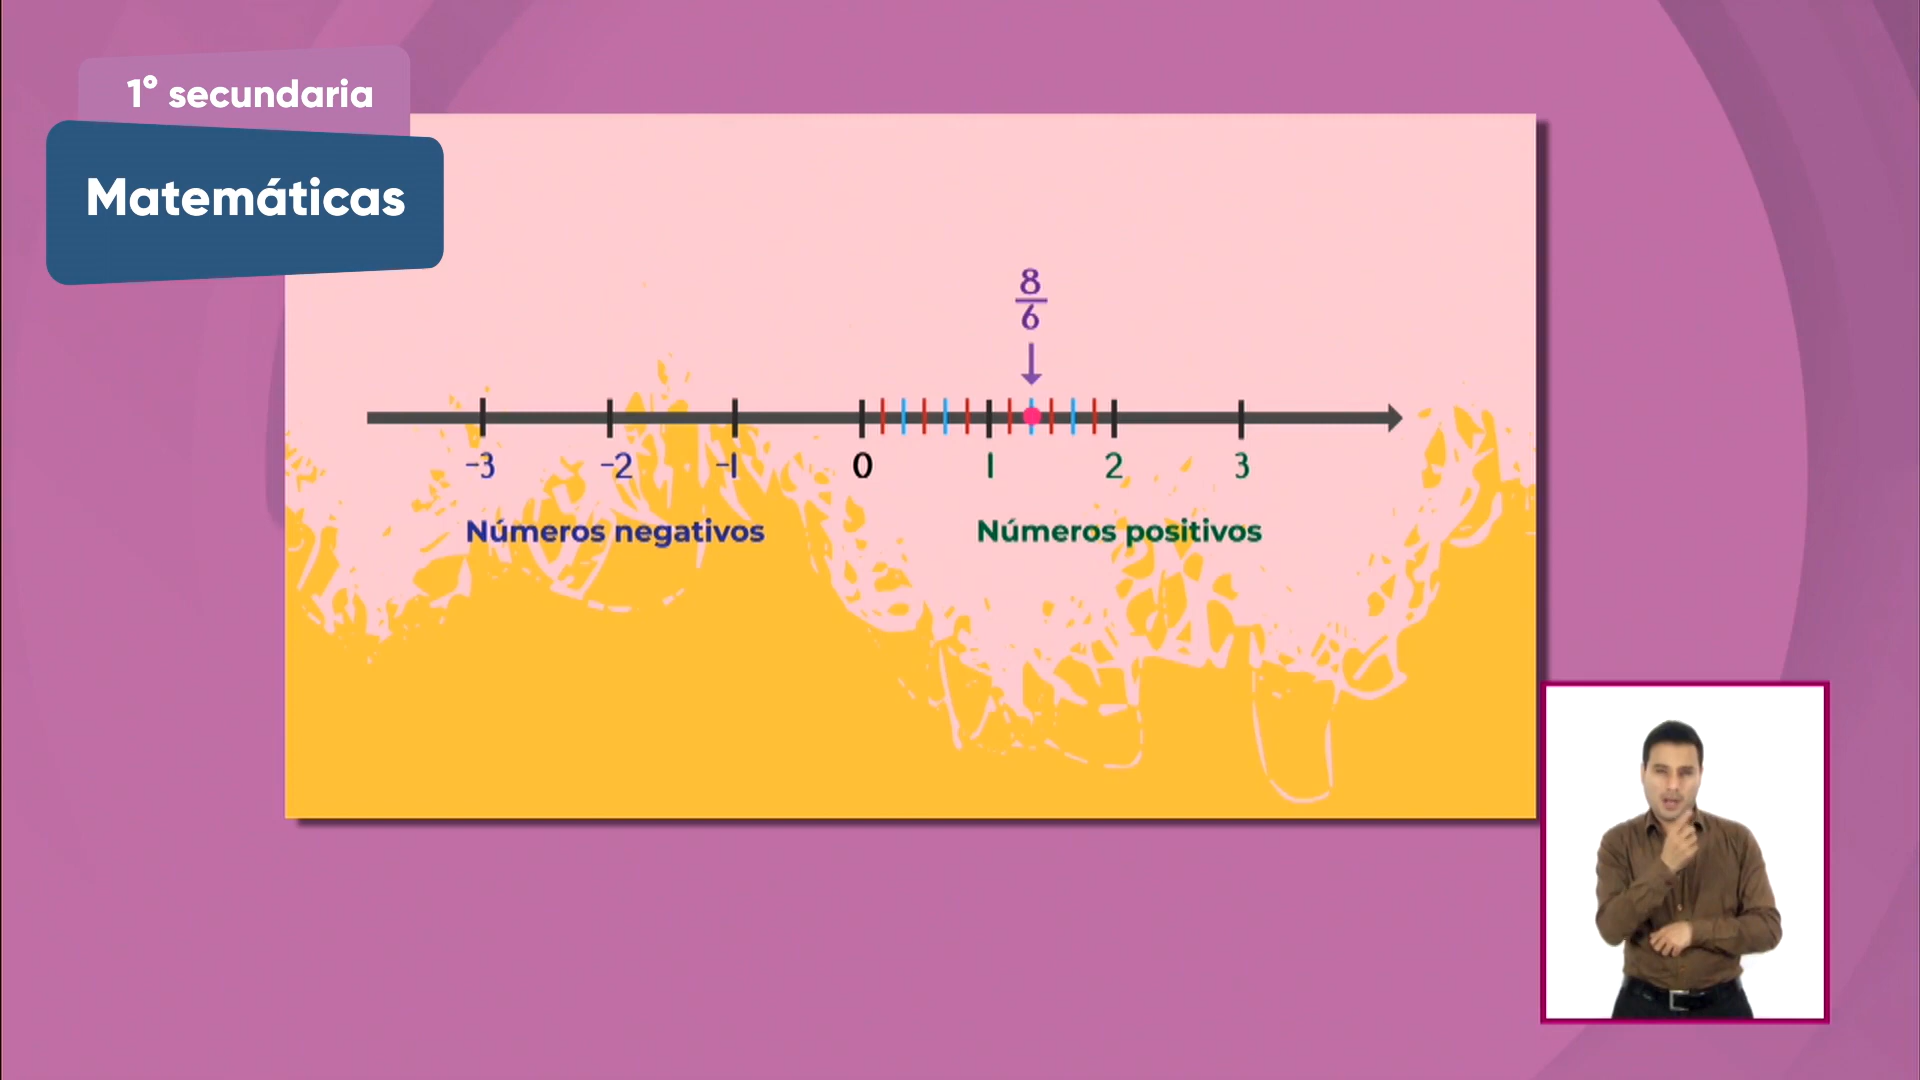 1° secundaria
Matemáticas
8
6
-3 -2 -1 0 1 2 3
Números negativos Números positivos